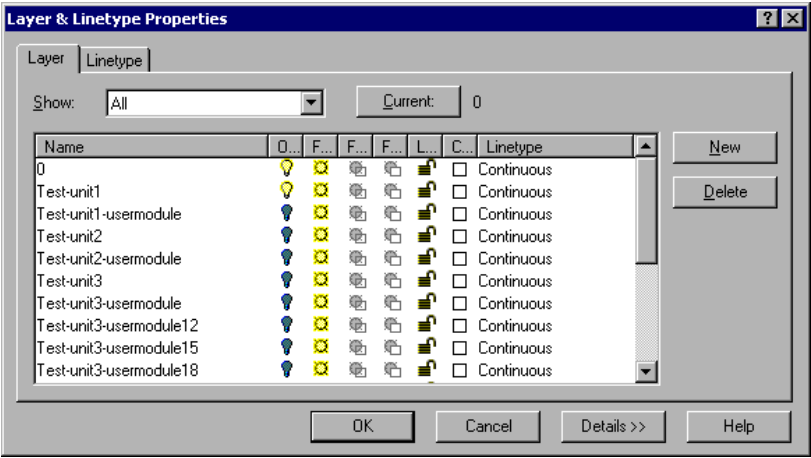 Layer & Linetype Properties
Layer Linetype
Show: All Current: 0
Name O... F... F... F... L... C... Linetype New
0 Continuous
Test-unit1 Continuous Delete
Test-unit1-usermodule Continuous
Test-unit2 Continuous
Test-unit2-usermodule Continuous
Test-unit3 Continuous
Test-unit3-usermodule Continuous
Test-unit3-usermodule12 Continuous
Test-unit3-usermodule15 Continuous
Test-unit3-usermodule18 Continuous
OK Cancel Details >> Help